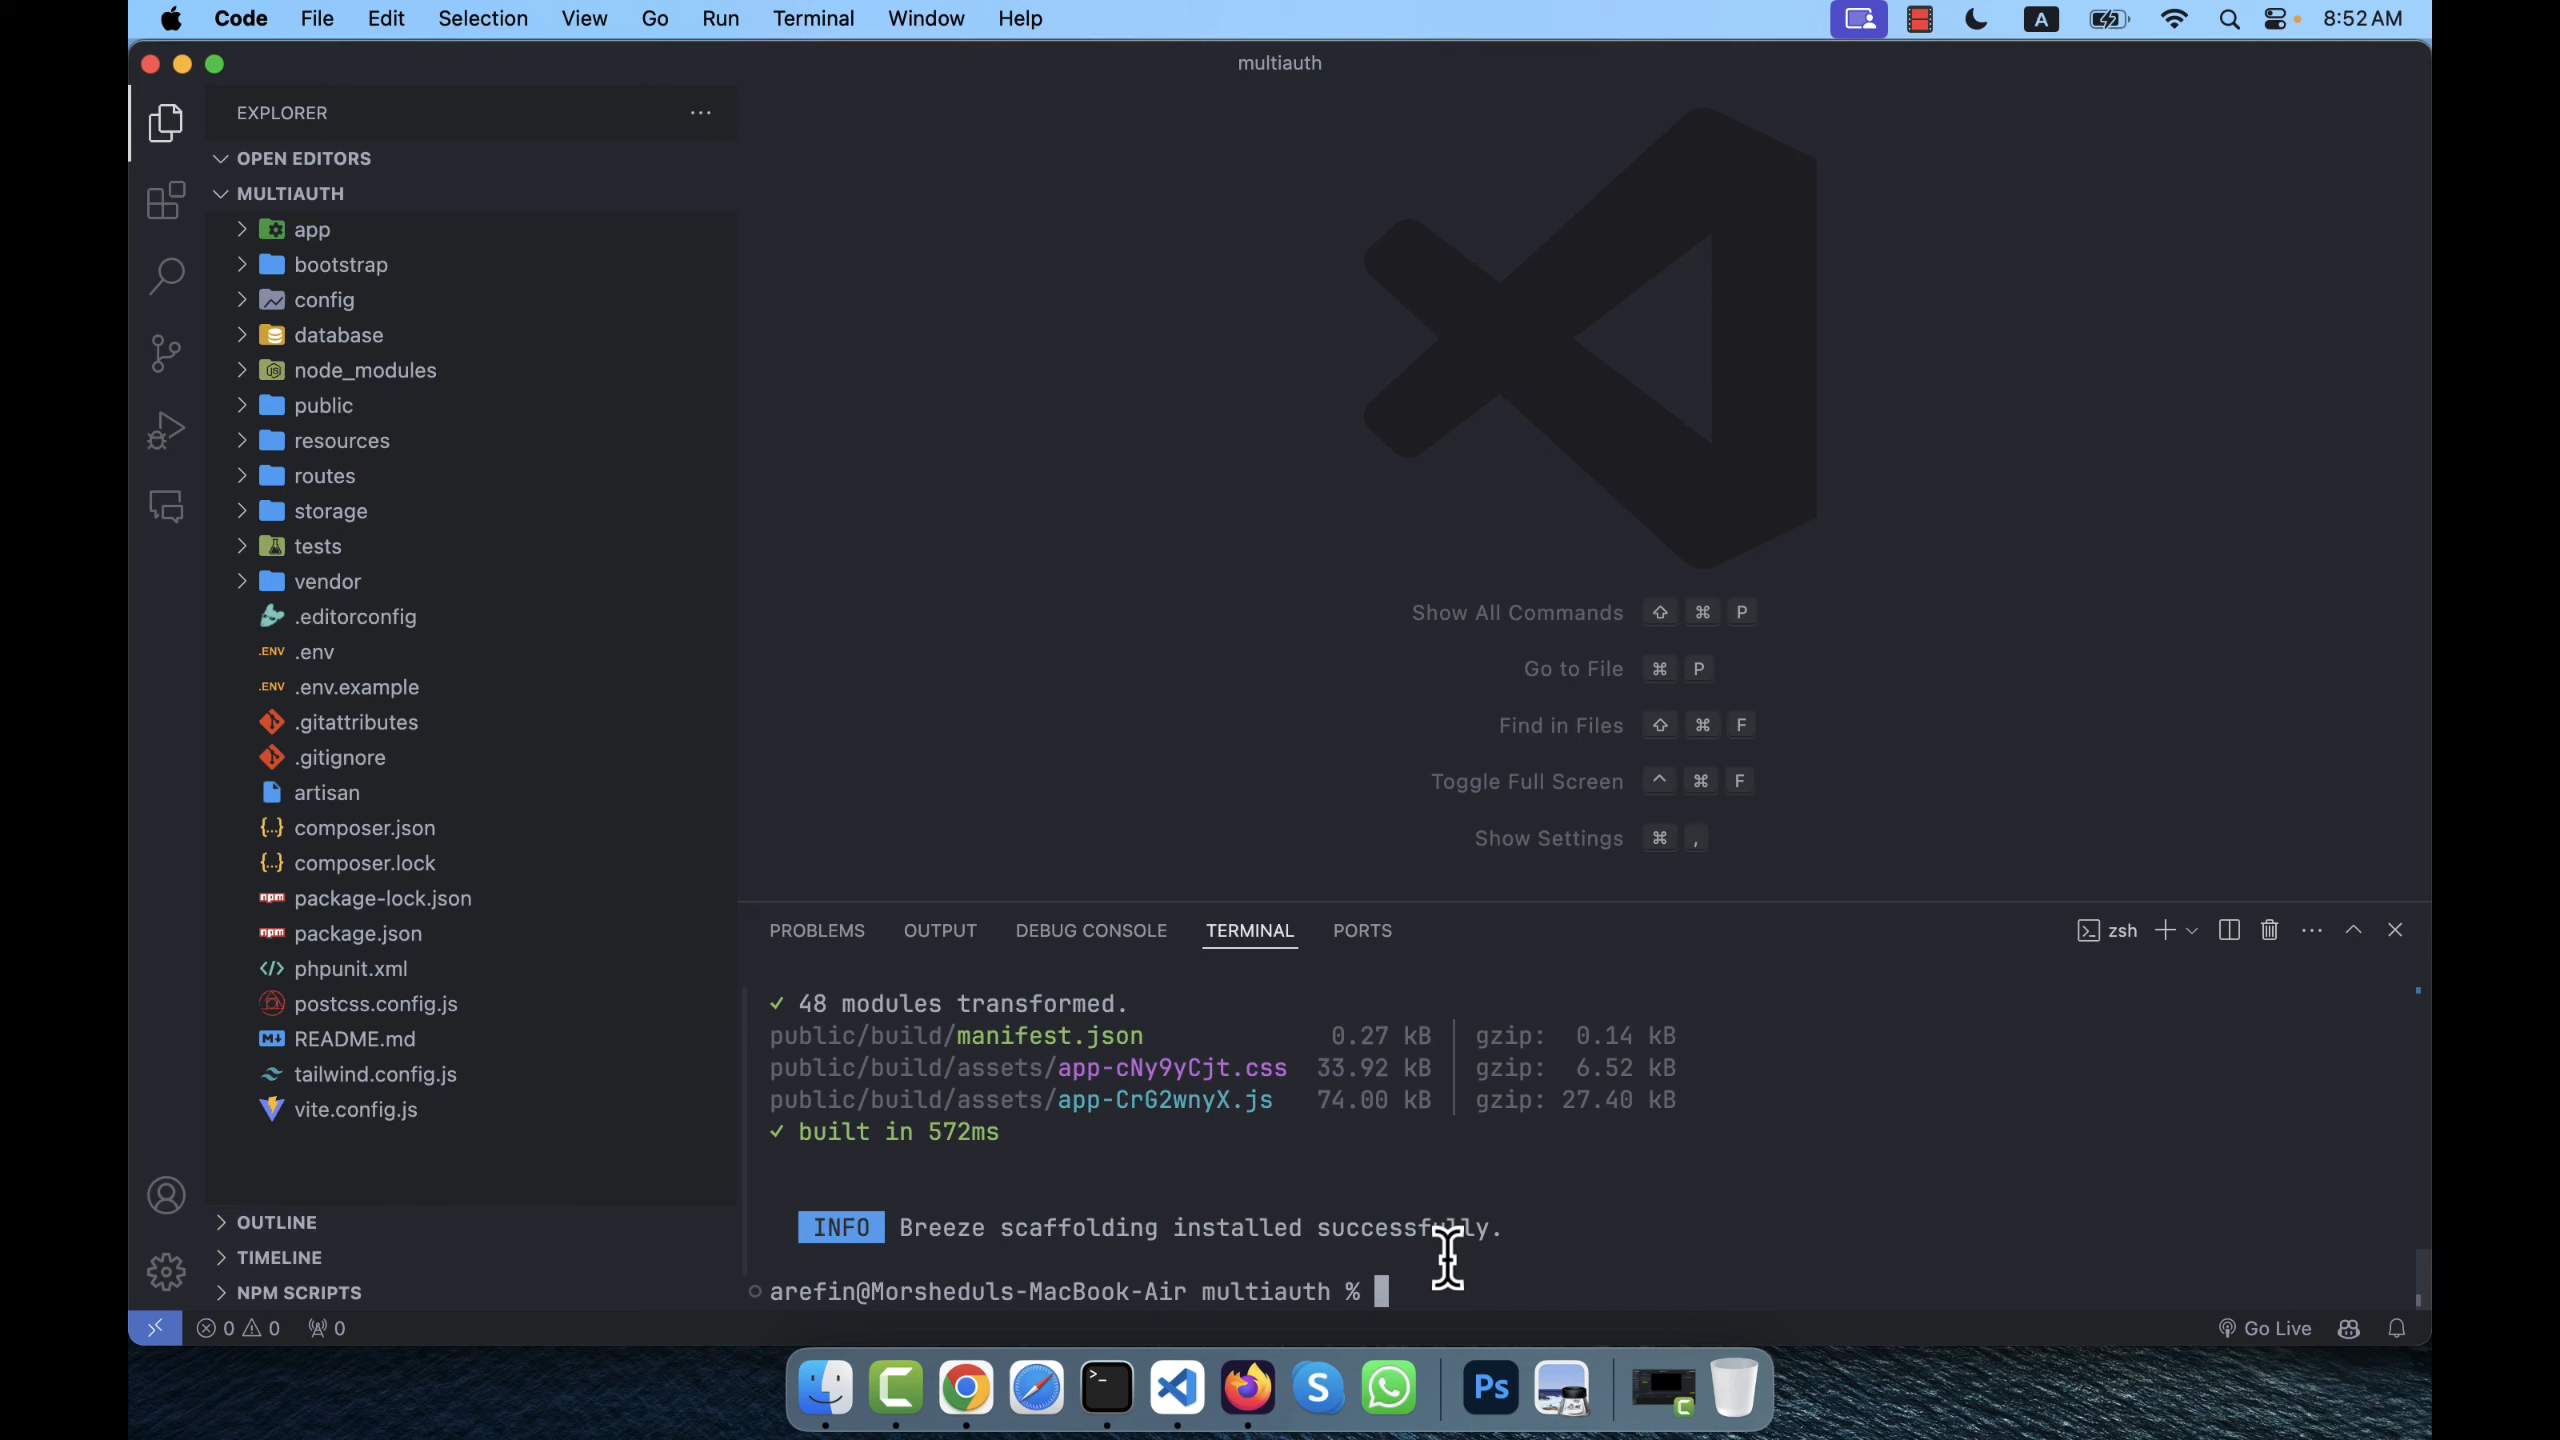 Code File Edit Selection View Go Run Terminal Window Help
A
8:52 AM
multiauth
EXPLORER
OPEN EDITORS
MULTIAUTH
app
bootstrap
config
database
node_modules
public
resources
routes
storage
tests
vendor
.editorconfig
.ENV .env
.ENV .env.example
.gitattributes
.gitignore
artisan
{...} composer.json
{...} composer.lock
npm package-lock.json
npm package.json
phpunit.xml
postcss.config.js
README.md
tailwind.config.js
vite.config.js
OUTLINE
TIMELINE
NPM SCRIPTS
Show All Commands ⇧ ⌘ P
Go to File ⌘ P
Find in Files ⇧ ⌘ F
Toggle Full Screen ^ ⌘ F
Show Settings ⌘ ,
PROBLEMS OUTPUT DEBUG CONSOLE TERMINAL PORTS
zsh
✓ 48 modules transformed.
public/build/manifest.json 0.27 kB │ gzip: 0.14 kB
public/build/assets/app-cNy9yCjt.css 33.92 kB │ gzip: 6.52 kB
public/build/assets/app-CrG2wnyX.js 74.00 kB │ gzip: 27.40 kB
✓ built in 572ms
INFO Breeze scaffolding installed successfully.
arefin@Morsheduls-MacBook-Air multiauth %
0 0 0
Go Live
S
Ps